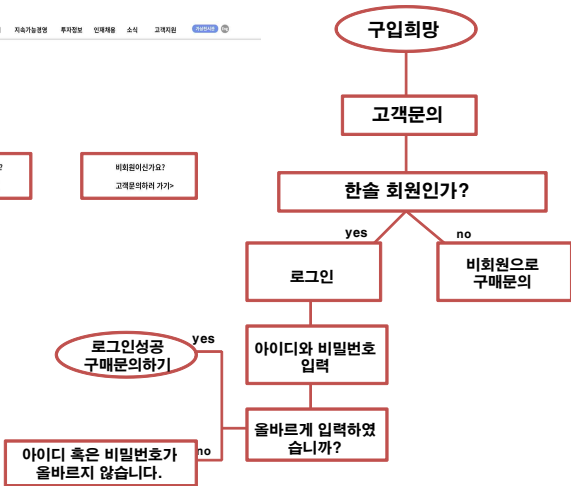 지속가능경영 투자정보 인재채용 소식 고객지원
구입희망
고객문의
?
비회원이신가요?
고객문의하러 가기>
한솔 회원인가?
yes
no
로그인
비회원으로
구매문의
로그인성공
구매문의하기
yes
아이디와 비밀번호
입력
올바르게 입력하였
습니까?
아이디 혹은 비밀번호가
올바르지 않습니다.
no